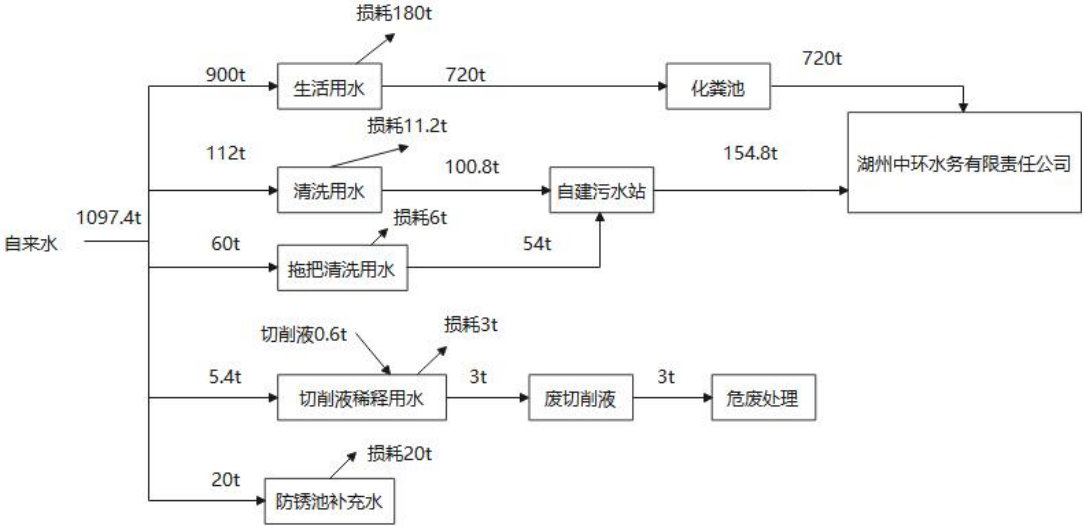 损耗180t
900t
生活用水
720t
化粪池
720t
损耗11.2t
112t
清洗用水
100.8t
自建污水站
154.8t
湖州中环水务有限责任公司
自来水
1097.4t
损耗6t
60t
拖把清洗用水
54t
切削液0.6t
损耗3t
5.4t
切削液稀释用水
3t
废切削液
3t
危废处理
损耗20t
20t
防锈池补充水